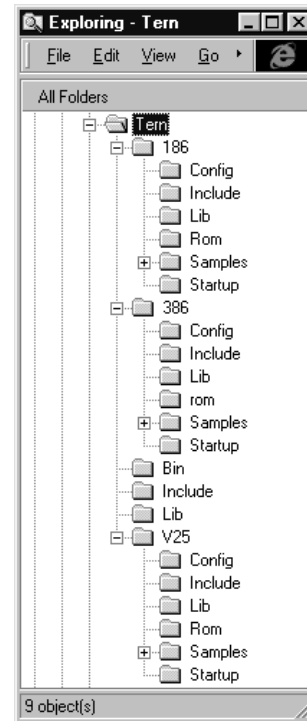 Exploring - Tern
File Edit View Go
All Folders
Tern
186
Config
Include
Lib
Rom
Samples
Startup
386
Config
Include
Lib
rom
Samples
Startup
Bin
Include
Lib
V25
Config
Include
Lib
Rom
Samples
Startup
9 object(s)